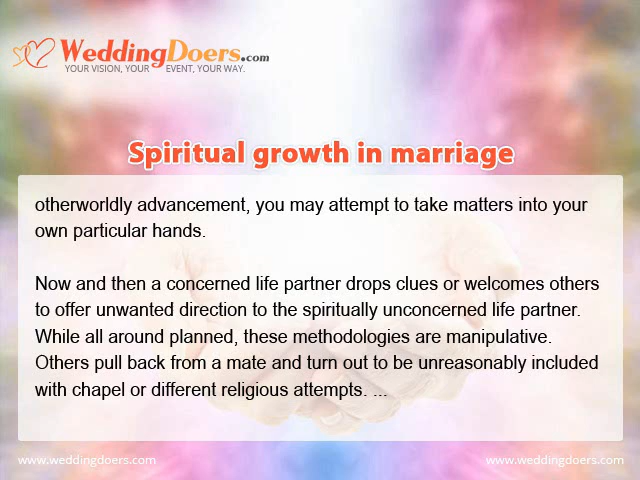 WeddingDoers.com
YOUR VISION, YOUR EVENT, YOUR WAY.
Spiritual growth in marriage
otherworldly advancement, you may attempt to take matters into your
own particular hands.
Now and then a concerned life partner drops clues or welcomes others
to offer unwanted direction to the spiritually unconcerned life partner.
While all around planned, these methodologies are manipulative.
Others pull back from a mate and turn out to be unreasonably included
with chapel or different religious attempts. ...
www.weddingdoers.com
www.weddingdoers.com